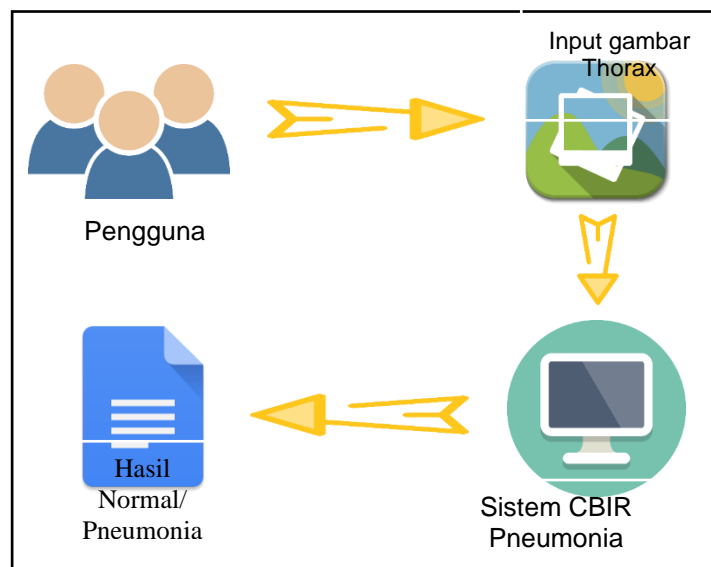 Pengguna
Input gambar
Thorax
Sistem CBIR
Pneumonia
Hasil
Normal/
Pneumonia